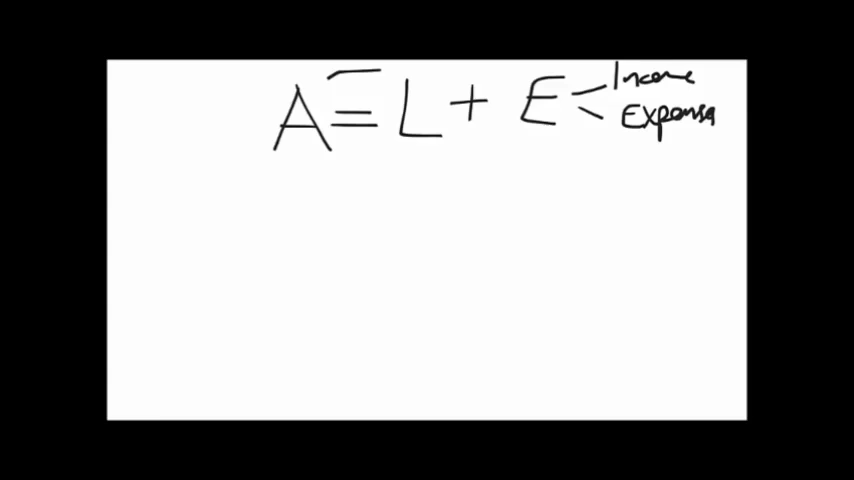 A = L + E < Income
Expense